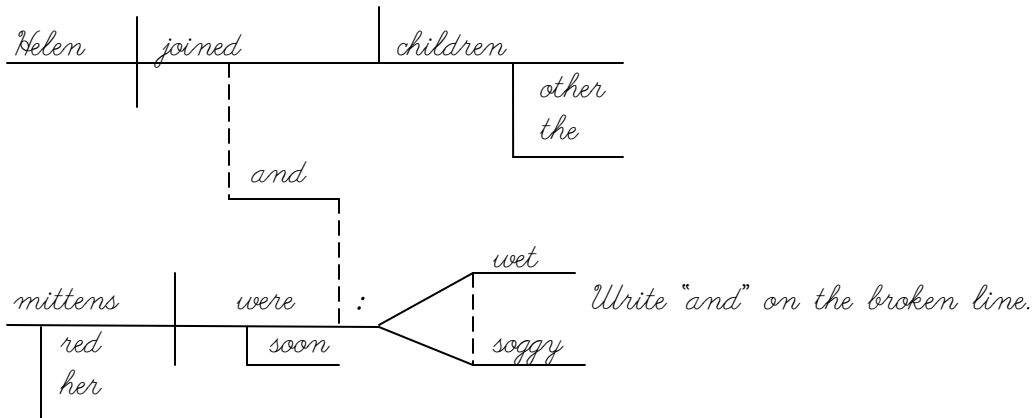 Helen joined children
other
the
and
wet
mittens were : Write “and” on the broken line.
red soon soggy
her